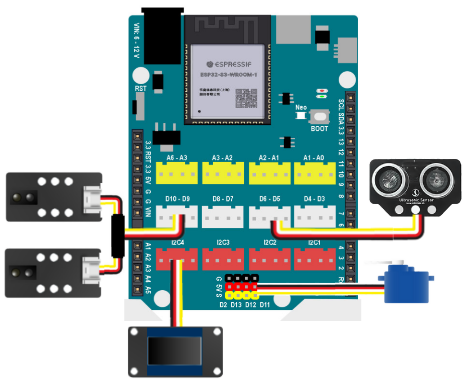 VIN: 6 - 12 V
ESPRESSIF
ESP32-S3-WROOM-1
RST
Neo
BOOT
SCL
SDA
3.3
13
12
11
10
9
8
7
6
5
4
3
2
3.3
RST
3.3
5V
G
G
VIN
A1
A2
A3
A4
A5
A6 - A3
A3 - A2
A2 - A1
A1 - A0
D10 - D9
D8 - D7
D6 - D5
D4 - D3
I2C4
I2C3
I2C2
I2C1
G
5V
S
D2 D13 D12 D11
Ultrasonic Sensor